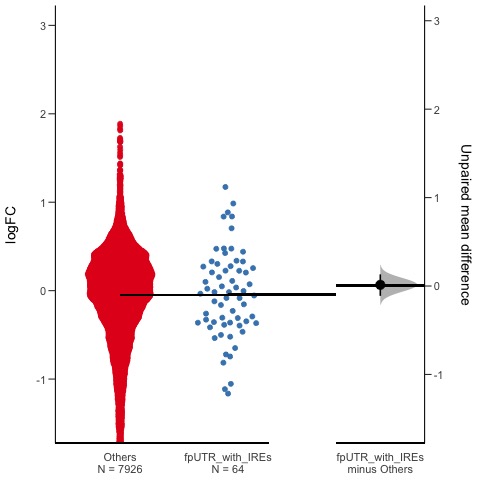 3
2
1
0
-1
logFC
Others
N = 7926
fpUTR_with_IREs
N = 64
3
2
1
0
-1
Unpaired mean difference
fpUTR_with_IREs
minus Others